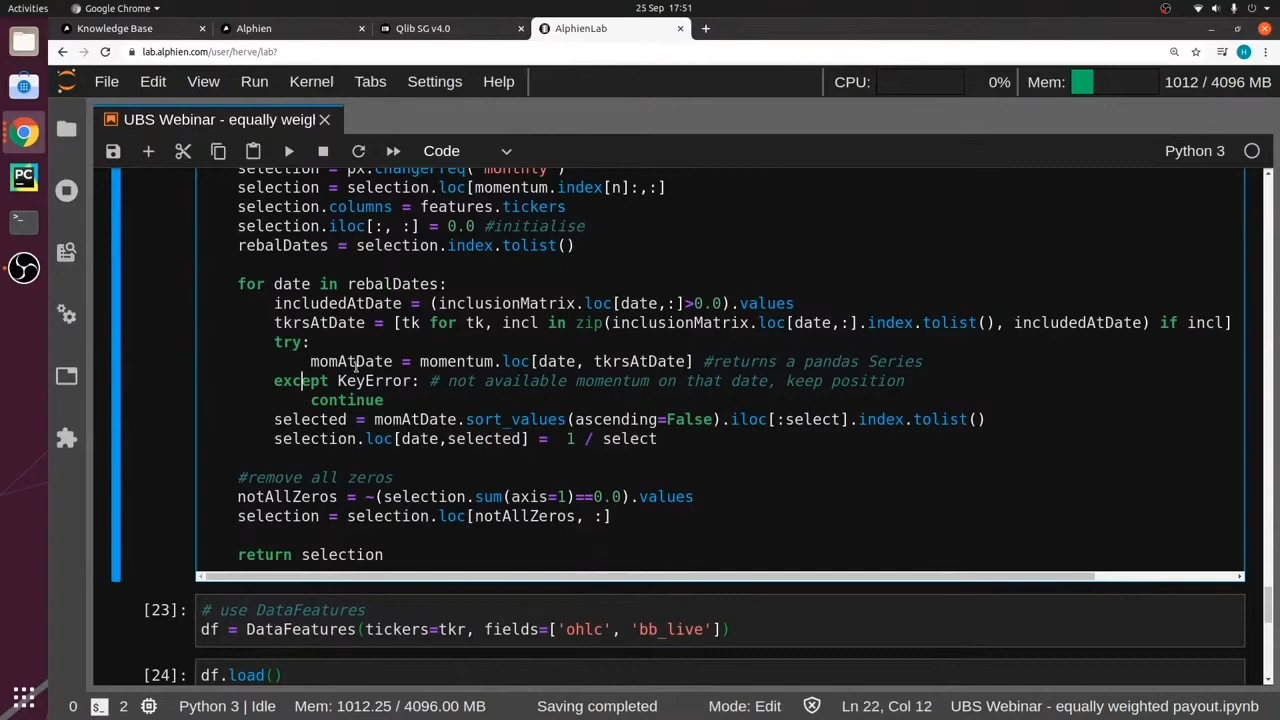 Activities
Google Chrome
25 Sep 17:51
Knowledge Base
Alphien
Qlib SG v4.0
AlphienLab
lab.alphien.com/user/herve/lab?
H
File Edit View Run Kernel Tabs Settings Help
CPU: 0% Mem: 1012 / 4096 MB
UBS Webinar - equally weigl
Code
Python 3
selection = px.changeFreq("monthly")
selection = selection.loc[momentum.index[n]:,:]
selection.columns = features.tickers
selection.iloc[:, :] = 0.0 #initialise
rebalDates = selection.index.tolist()
for date in rebalDates:
includedAtDate = (inclusionMatrix.loc[date,:]>0.0).values
tkrsAtDate = [tk for tk, incl in zip(inclusionMatrix.loc[date,:].index.tolist(), includedAtDate) if incl]
try:
momAtDate = momentum.loc[date, tkrsAtDate] #returns a pandas Series
except KeyError: # not available momentum on that date, keep position
continue
selected = momAtDate.sort_values(ascending=False).iloc[:select].index.tolist()
selection.loc[date,selected] = 1 / select
#remove all zeros
notAllZeros = ~(selection.sum(axis=1)==0.0).values
selection = selection.loc[notAllZeros, :]
return selection
[23]:
# use DataFeatures
df = DataFeatures(tickers=tkr, fields=['ohlc', 'bb_live'])
[24]:
df.load()
PC
0
2
Python 3 | Idle
Mem: 1012.25 / 4096.00 MB
Saving completed
Mode: Edit
Ln 22, Col 12
UBS Webinar - equally weighted payout.ipynb